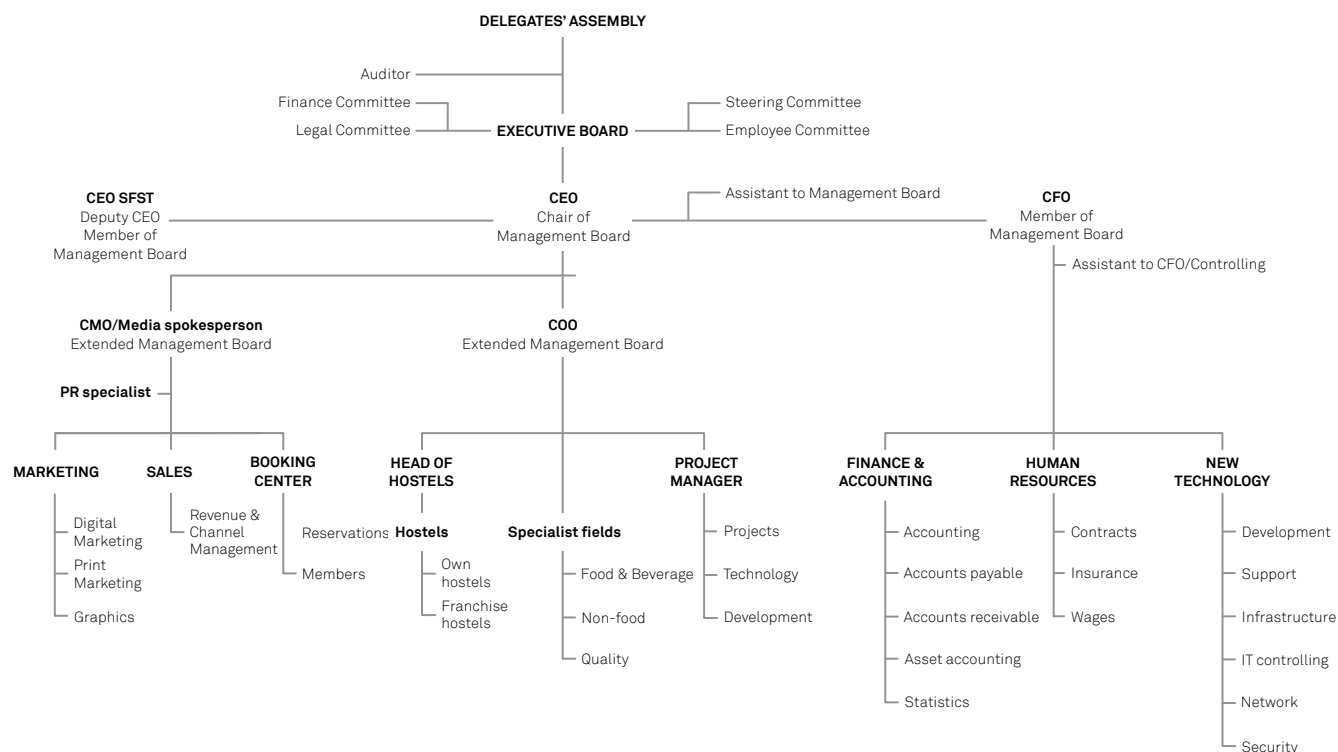 DELEGATES’ ASSEMBLY
Auditor
Finance Committee
Steering Committee
Legal Committee
EXECUTIVE BOARD
Employee Committee
CEO SFST
Deputy CEO
Member of
Management Board
CEO
Chair of
Management Board
Assistant to Management Board
CFO
Member of
Management Board
Assistant to CFO/Controlling
CMO/Media spokesperson
Extended Management Board
COO
Extended Management Board
PR specialist
MARKETING
Digital
Marketing
Print
Marketing
Graphics
SALES
Revenue &
Channel
Management
BOOKING
CENTER
Reservations
Members
HEAD OF
HOSTELS
Hostels
Own
hostels
Franchise
hostels
Specialist fields
Food & Beverage
Non-food
Quality
PROJECT
MANAGER
Projects
Technology
Development
FINANCE &
ACCOUNTING
Accounting
Accounts payable
Accounts receivable
Asset accounting
Statistics
HUMAN
RESOURCES
Contracts
Insurance
Wages
NEW
TECHNOLOGY
Development
Support
Infrastructure
IT controlling
Network
Security